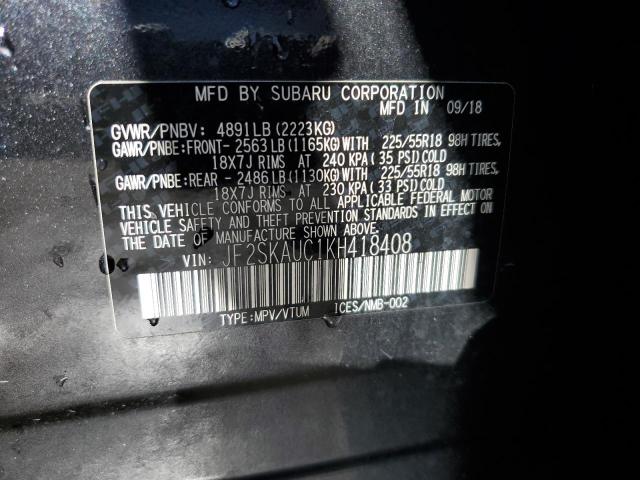 MFD BY SUBARU CORPORATION
MFD IN 09/18
GVWR/PNBV: 4891LB(2223KG)
GAWR/PNBE:FRONT- 2563LB(1165KG)WITH 225/55R18 98H TIRES,
18X7J RIMS AT 240 KPA(35 PSI)COLD
GAWR/PNBE:REAR - 2486LB(1130KG)WITH 225/55R18 98H TIRES,
18X7J RIMS AT 230 KPA(33 PSI)COLD
THIS VEHICLE CONFORMS TO ALL APPLICABLE FEDERAL MOTOR
VEHICLE SAFETY AND THEFT PREVENTION STANDARDS IN EFFECT
ON THE DATE OF MANUFACTURE SHOWN ABOVE.
VIN: JF2SKAUC1KH418408
TYPE:MPV/VTUM ICES/NMB-002